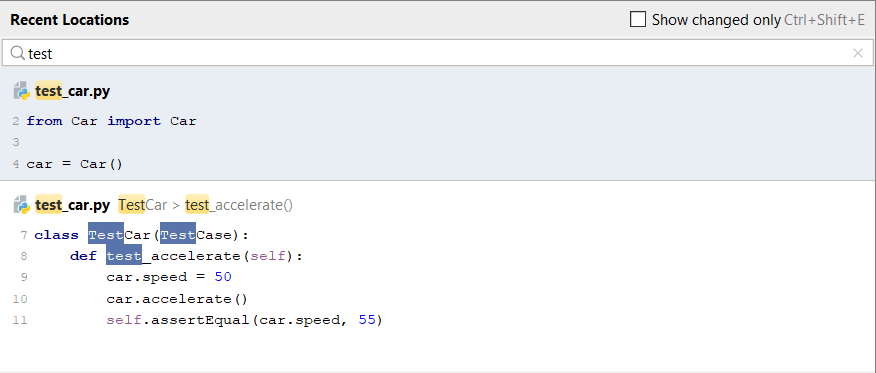 Recent Locations Show changed only Ctrl+Shift+E
test
test_car.py
2 from Car import Car
3
4 car = Car()
test_car.py TestCar > test_accelerate()
7 class TestCar(TestCase):
8 def test_accelerate(self):
9 car.speed = 50
10 car.accelerate()
11 self.assertEqual(car.speed, 55)